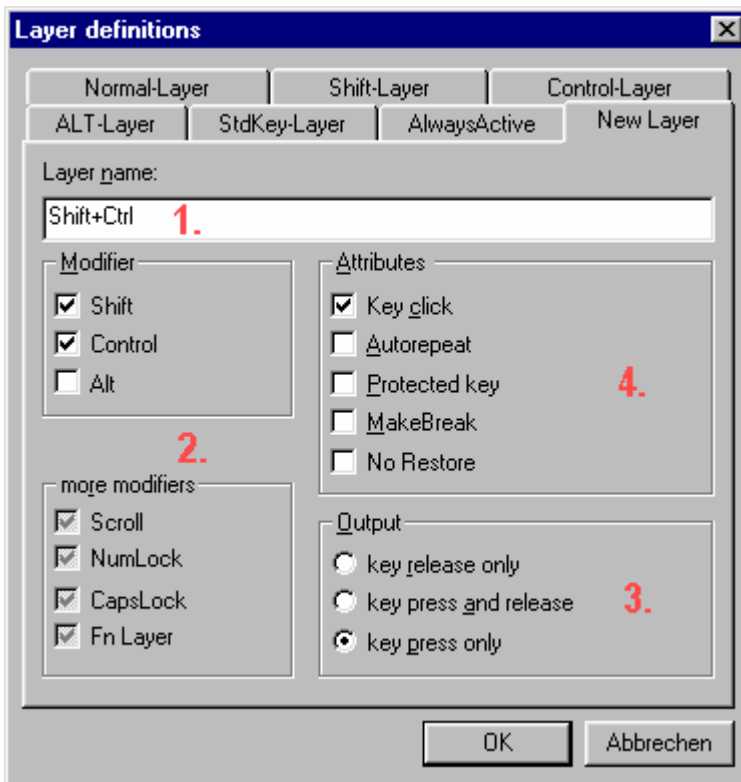 Layer definitions
Normal-Layer Shift-Layer Control-Layer
ALT-Layer StdKey-Layer AlwaysActive New Layer
Layer name:
Shift+Ctrl 1.
Modifier
Shift
Control
Alt
2.
more modifiers
Scroll
NumLock
CapsLock
Fn Layer
Attributes
Key click
Autorepeat
Protected key
MakeBreak
No Restore
4.
Output
key release only
key press and release
key press only
3.
OK Abbrechen